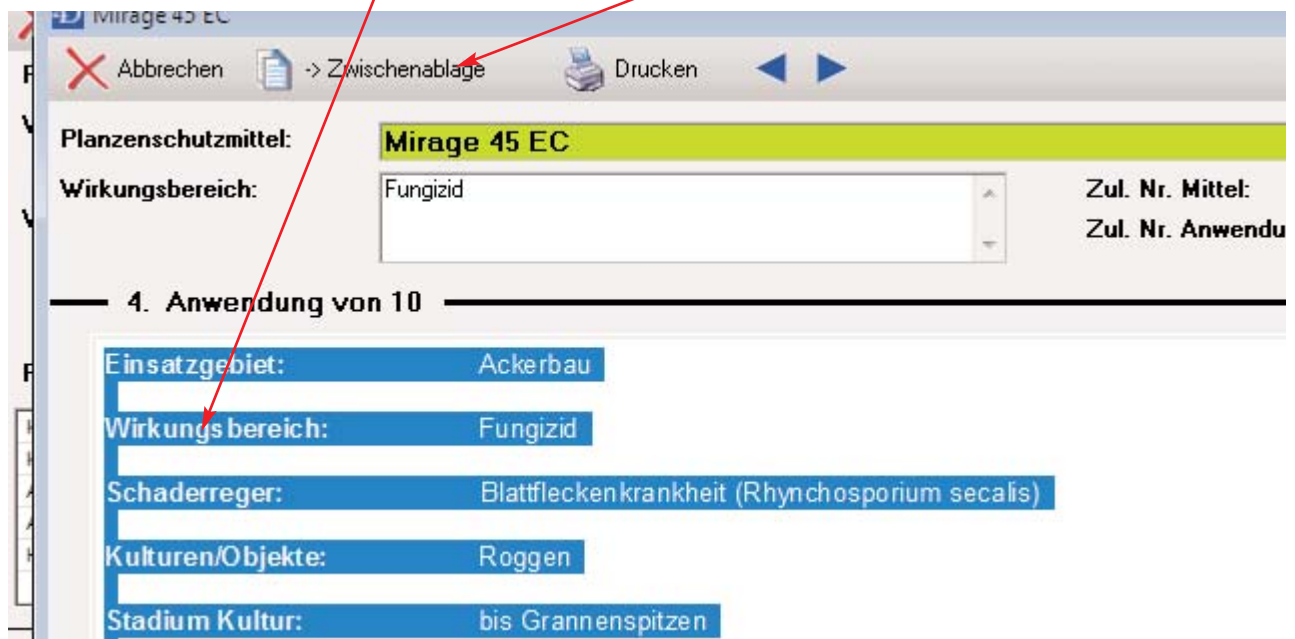 Mirage 45 EC
Abbrechen -> Zwischenablage Drucken
Planzenschutzmittel: Mirage 45 EC
Wirkungsbereich: Fungizid Zul. Nr. Mittel:
Zul. Nr. Anwendu
4. Anwendung von 10
Einsatzgebiet: Ackerbau
Wirkungsbereich: Fungizid
Schaderreger: Blattfleckenkrankheit (Rhynchosporium secalis)
Kulturen/Objekte: Roggen
Stadium Kultur: bis Grannenspitzen